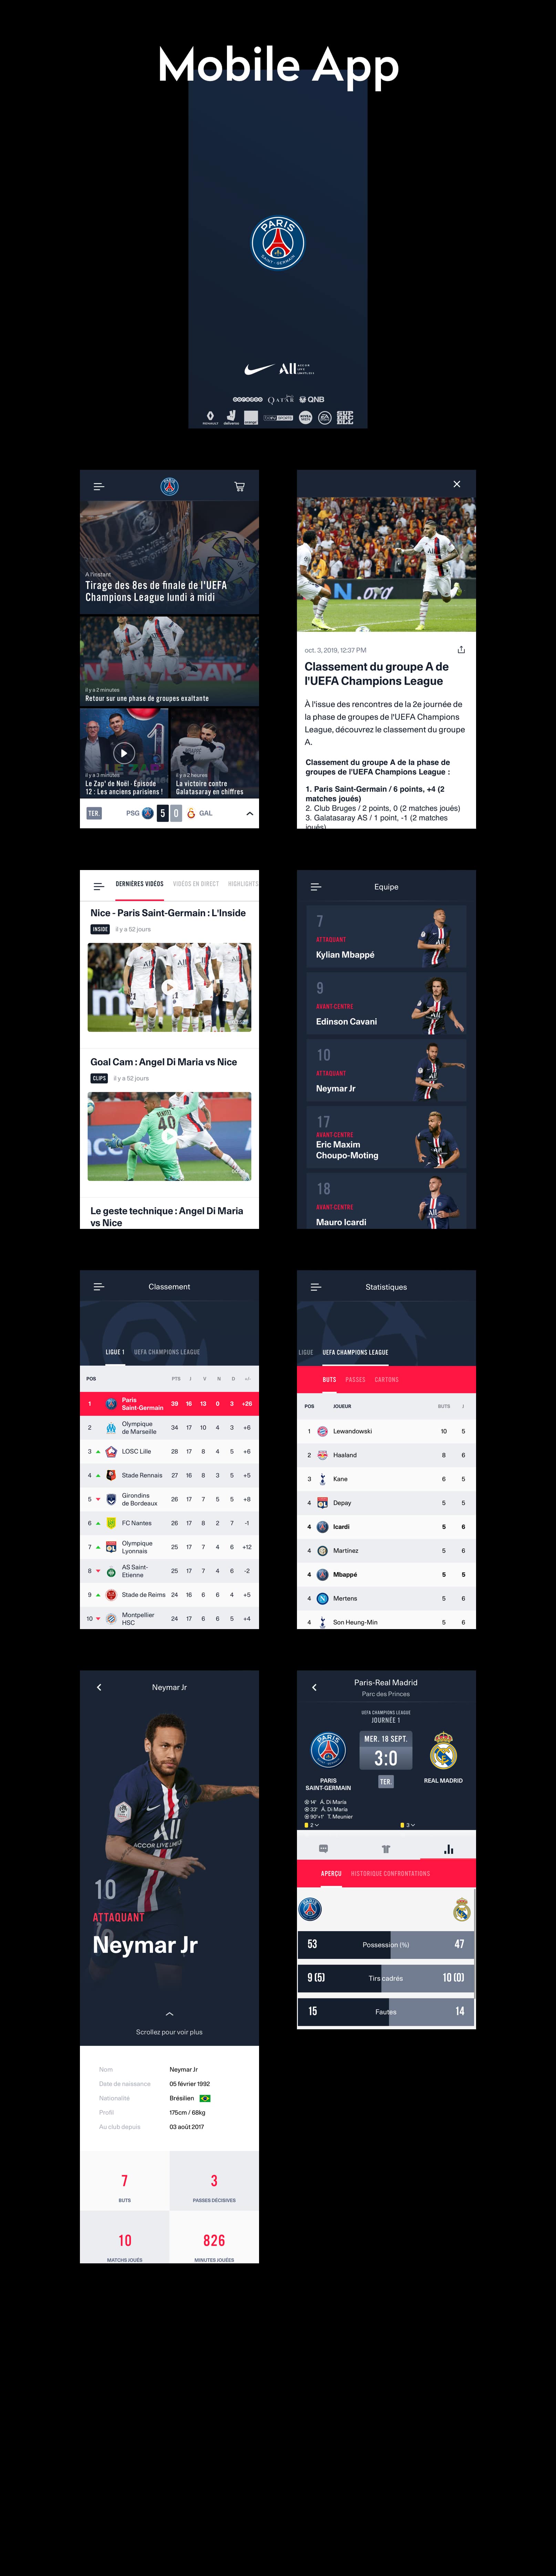 Mobile App
PARIS
SAINT-GERMAIN
All
ooredoo
QATAR
QNB
RENAULT
deliveroo
orange
beIN SPORTS
NIVEA MEN
EA SPORTS
A l'instant
Tirage des 8es de finale de l'UEFA
Champions League lundi à midi
il y a 2 minutes
Retour sur une phase de groupes exaltante
il y a 3 minutes
Le Zap' de Noël - Épisode
12 : Les anciens parisiens !
il y a 2 heures
La victoire contre
Galatasaray en chiffres
TER.
PSG
5
0
GAL
oct. 3, 2019, 12:37 PM
Classement du groupe A de
l'UEFA Champions League
À l'issue des rencontres de la 2e journée de
la phase de groupes de l'UEFA Champions
League, découvrez le classement du groupe
A.
Classement du groupe A de la phase de
groupes de l'UEFA Champions League :
1. Paris Saint-Germain / 6 points, +4 (2
matches joués)
2. Club Bruges / 2 points, 0 (2 matches joués)
3. Galatasaray AS / 1 point, -1 (2 matches
joués)
DERNIÈRES VIDÉOS
VIDÉOS EN DIRECT
HIGHLIGHTS
Nice - Paris Saint-Germain : L'Inside
INSIDE
il y a 52 jours
Goal Cam : Angel Di Maria vs Nice
CLIPS
il y a 52 jours
BENITEZ
40
Le geste technique : Angel Di Maria
vs Nice
Equipe
7
ATTAQUANT
Kylian Mbappé
9
AVANT-CENTRE
Edinson Cavani
10
ATTAQUANT
Neymar Jr
17
AVANT-CENTRE
Eric Maxim
Choupo-Moting
18
AVANT-CENTRE
Mauro Icardi
Classement
LIGUE 1
UEFA CHAMPIONS LEAGUE
POS PTS J V N D +/-
1 Paris Saint-Germain 39 16 13 0 3 +26
2 Olympique de Marseille 34 17 10 4 3 +6
3 LOSC Lille 28 17 8 4 5 +6
4 Stade Rennais 27 16 8 3 5 +5
5 Girondins de Bordeaux 26 17 7 5 5 +8
6 FC Nantes 26 17 8 2 7 -1
7 Olympique Lyonnais 25 17 7 4 6 +12
8 AS Saint-Etienne 25 17 7 4 6 -2
9 Stade de Reims 24 16 6 6 4 +5
10 Montpellier HSC 24 17 6 6 5 +4
Statistiques
LIGUE
UEFA CHAMPIONS LEAGUE
BUTS
PASSES
CARTONS
POS JOUEUR BUTS J
1 Lewandowski 10 5
2 Haaland 8 6
3 Kane 6 5
4 Depay 5 5
4 Icardi 5 6
4 Martínez 5 6
4 Mbappé 5 5
4 Mertens 5 6
4 Son Heung-Min 5 6
Neymar Jr
All
ACCOR LIVE LIMITLESS
10
ATTAQUANT
Neymar Jr
Scrollez pour voir plus
Nom Neymar Jr
Date de naissance 05 février 1992
Nationalité Brésilien
Profil 175cm / 68kg
Au club depuis 03 août 2017
7
BUTS
3
PASSES DÉCISIVES
10
MATCHS JOUÉS
826
MINUTES JOUÉES
Paris-Real Madrid
Parc des Princes
UEFA CHAMPIONS LEAGUE
JOURNÉE 1
MER. 18 SEPT.
3:0
TER.
PARIS
SAINT-GERMAIN
REAL MADRID
14' Á. Di María
33' Á. Di María
90'+1' T. Meunier
2
3
APERÇU
HISTORIQUE CONFRONTATIONS
53 Possession (%) 47
9 (5) Tirs cadrés 10 (0)
15 Fautes 14